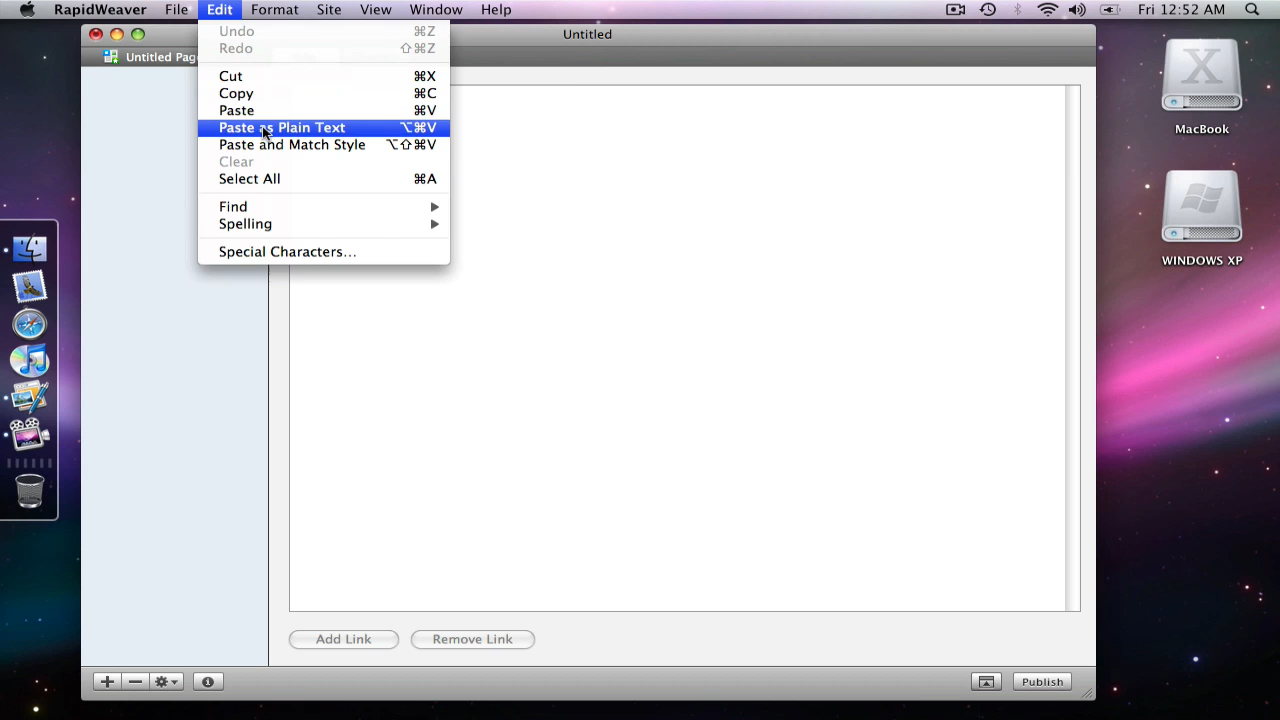 RapidWeaver File Edit Format Site View Window Help Fri 12:52 AM
Untitled
Untitled Pag
Undo ⌘Z
Redo ⇧⌘Z
Cut ⌘X
Copy ⌘C
Paste ⌘V
Paste as Plain Text ⌥⌘V
Paste and Match Style ⌥⇧⌘V
Clear
Select All ⌘A
Find
Spelling
Special Characters...
MacBook
WINDOWS XP
Add Link Remove Link
Publish